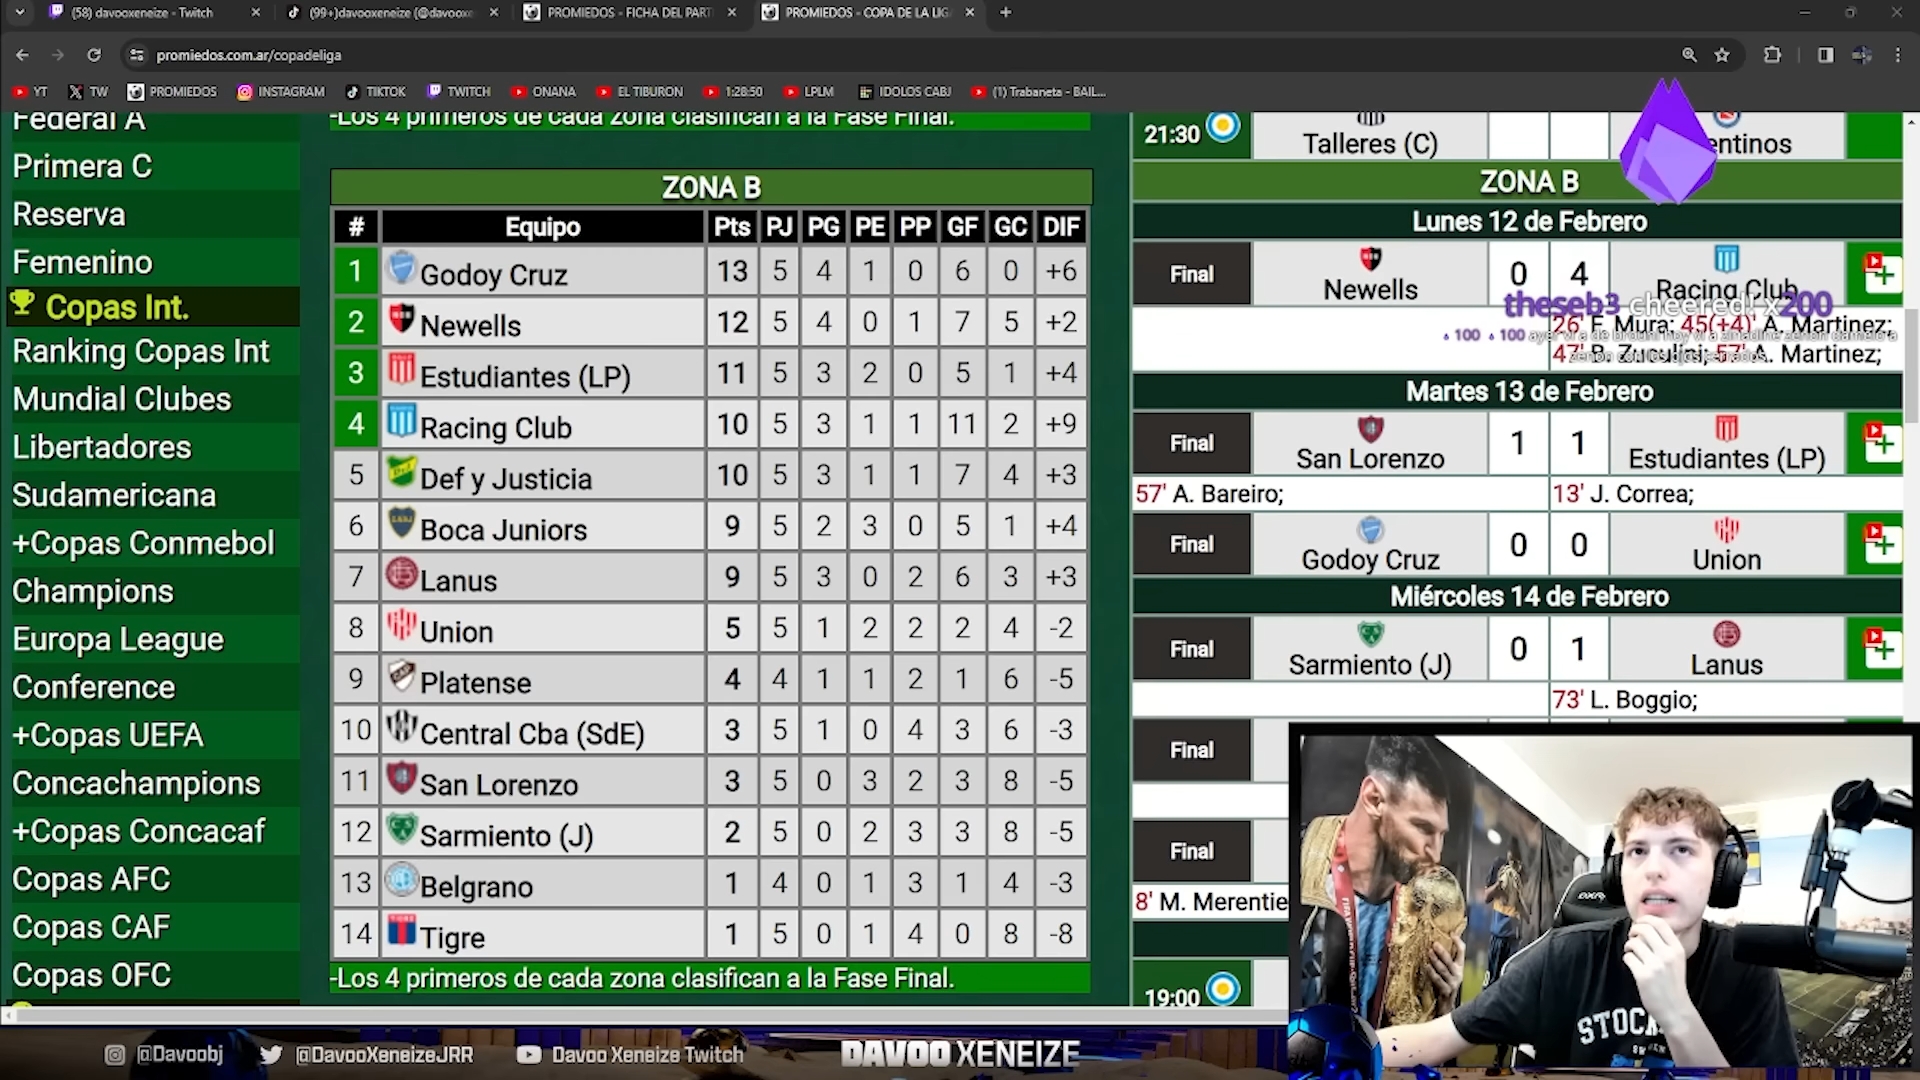 (58) davooxeneize - Twitch
(99+)davooxeneize (@davooxe
PROMIEDOS - FICHA DEL PART
PROMIEDOS - COPA DE LA LIG
promiedos.com.ar/copadeliga
YT TW PROMIEDOS INSTAGRAM TIKTOK TWITCH ONANA EL TIBURON 1:28:50 LPLM IDOLOS CABJ (1) Trabaneta - BAIL...
Federal A
Primera C
Reserva
Femenino
Copas Int.
Ranking Copas Int
Mundial Clubes
Libertadores
Sudamericana
+Copas Conmebol
Champions
Europa League
Conference
+Copas UEFA
Concachampions
+Copas Concacaf
Copas AFC
Copas CAF
Copas OFC
-Los 4 primeros de cada zona clasifican a la Fase Final.
ZONA B
# Equipo Pts PJ PG PE PP GF GC DIF
1 Godoy Cruz 13 5 4 1 0 6 0 +6
2 Newells 12 5 4 0 1 7 5 +2
3 Estudiantes (LP) 11 5 3 2 0 5 1 +4
4 Racing Club 10 5 3 1 1 11 2 +9
5 Def y Justicia 10 5 3 1 1 7 4 +3
6 Boca Juniors 9 5 2 3 0 5 1 +4
7 Lanus 9 5 3 0 2 6 3 +3
8 Union 5 5 1 2 2 2 4 -2
9 Platense 4 4 1 1 2 1 6 -5
10 Central Cba (SdE) 3 5 1 0 4 3 6 -3
11 San Lorenzo 3 5 0 3 2 3 8 -5
12 Sarmiento (J) 2 5 0 2 3 3 8 -5
13 Belgrano 1 4 0 1 3 1 4 -3
14 Tigre 1 5 0 1 4 0 8 -8
-Los 4 primeros de cada zona clasifican a la Fase Final.
21:30 Talleres (C) entinos
ZONA B
Lunes 12 de Febrero
Final Newells 0 4 Racing Club
theseb3 cheered! x200
26' F. Mura; 45(+4)' A. Martinez;
100 100
47' B. Zuculini; 57' A. Martinez;
Martes 13 de Febrero
Final San Lorenzo 1 1 Estudiantes (LP)
57' A. Bareiro; 13' J. Correa;
Final Godoy Cruz 0 0 Union
Miércoles 14 de Febrero
Final Sarmiento (J) 0 1 Lanus
73' L. Boggio;
Final
Final
8' M. Merentie
19:00
STOC
@Davoobj @DavooXeneizeJRR Davoo Xeneize Twitch DAVOO XENEIZE